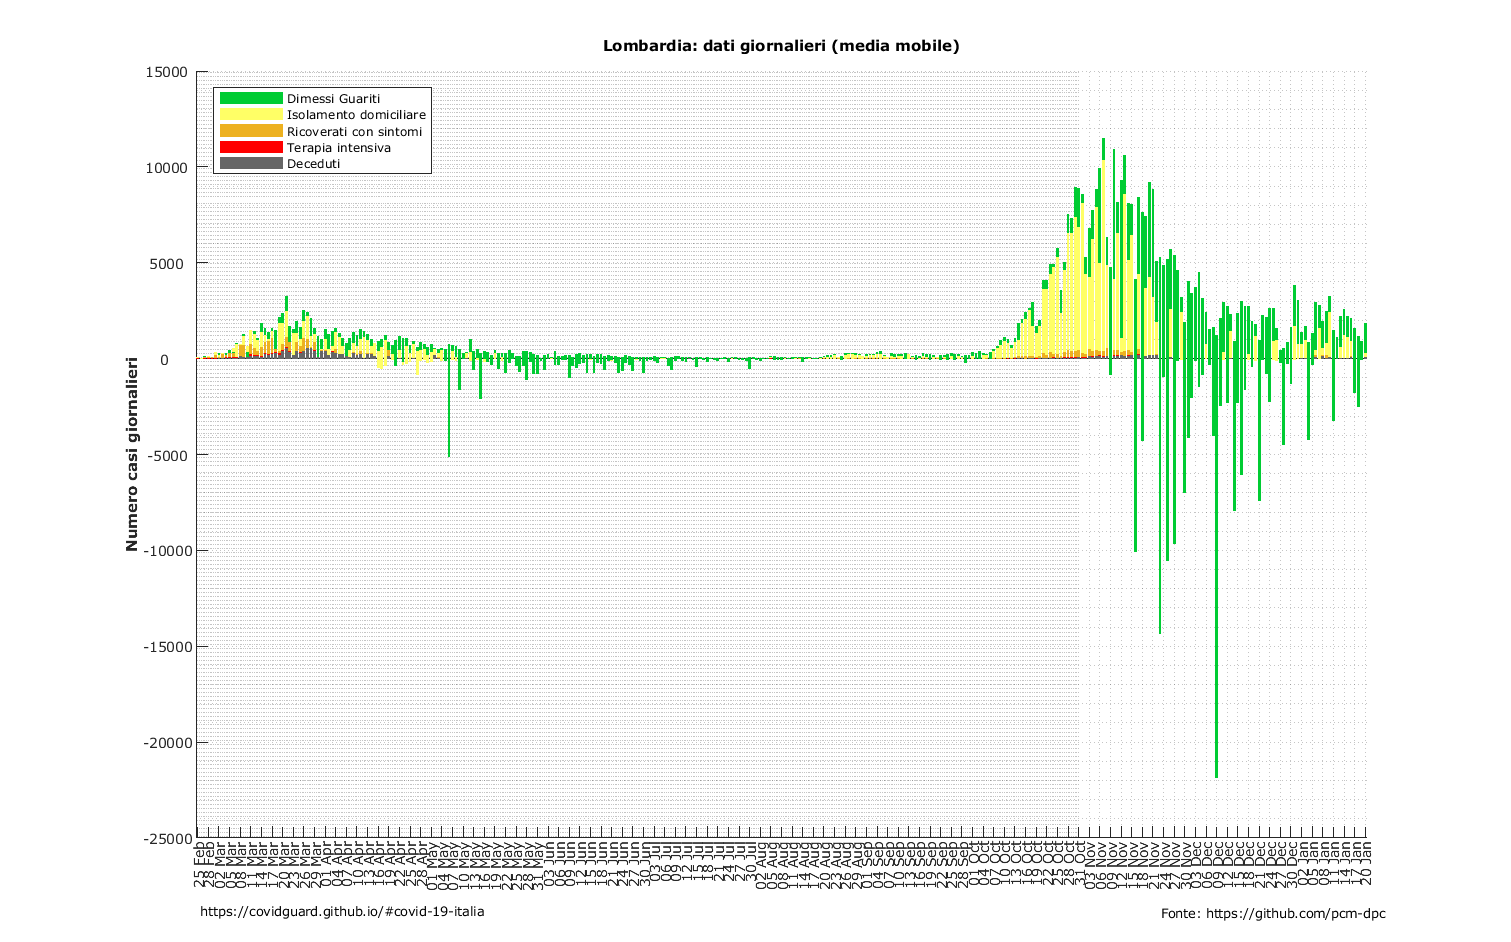 Lombardia: dati giornalieri (media mobile)
Dimessi Guariti
Isolamento domiciliare
Ricoverati con sintomi
Terapia intensiva
Deceduti
Numero casi giornalieri
15000
10000
5000
0
-5000
-10000
-15000
-20000
-25000
25 Feb
28 Feb
02 Mar
05 Mar
08 Mar
11 Mar
14 Mar
17 Mar
20 Mar
23 Mar
26 Mar
29 Mar
01 Apr
04 Apr
07 Apr
10 Apr
13 Apr
16 Apr
19 Apr
22 Apr
25 Apr
28 Apr
01 May
04 May
07 May
10 May
13 May
16 May
19 May
22 May
25 May
28 May
31 May
03 Jun
06 Jun
09 Jun
12 Jun
15 Jun
18 Jun
21 Jun
24 Jun
27 Jun
30 Jun
03 Jul
06 Jul
09 Jul
12 Jul
15 Jul
18 Jul
21 Jul
24 Jul
27 Jul
30 Jul
02 Aug
05 Aug
08 Aug
11 Aug
14 Aug
17 Aug
20 Aug
23 Aug
26 Aug
29 Aug
01 Sep
04 Sep
07 Sep
10 Sep
13 Sep
16 Sep
19 Sep
22 Sep
25 Sep
28 Sep
01 Oct
04 Oct
07 Oct
10 Oct
13 Oct
16 Oct
19 Oct
22 Oct
25 Oct
28 Oct
31 Oct
03 Nov
06 Nov
09 Nov
12 Nov
15 Nov
18 Nov
21 Nov
24 Nov
27 Nov
30 Nov
03 Dec
06 Dec
09 Dec
12 Dec
15 Dec
18 Dec
21 Dec
24 Dec
27 Dec
30 Dec
02 Jan
05 Jan
08 Jan
11 Jan
14 Jan
17 Jan
20 Jan
https://covidguard.github.io/#covid-19-italia
Fonte: https://github.com/pcm-dpc